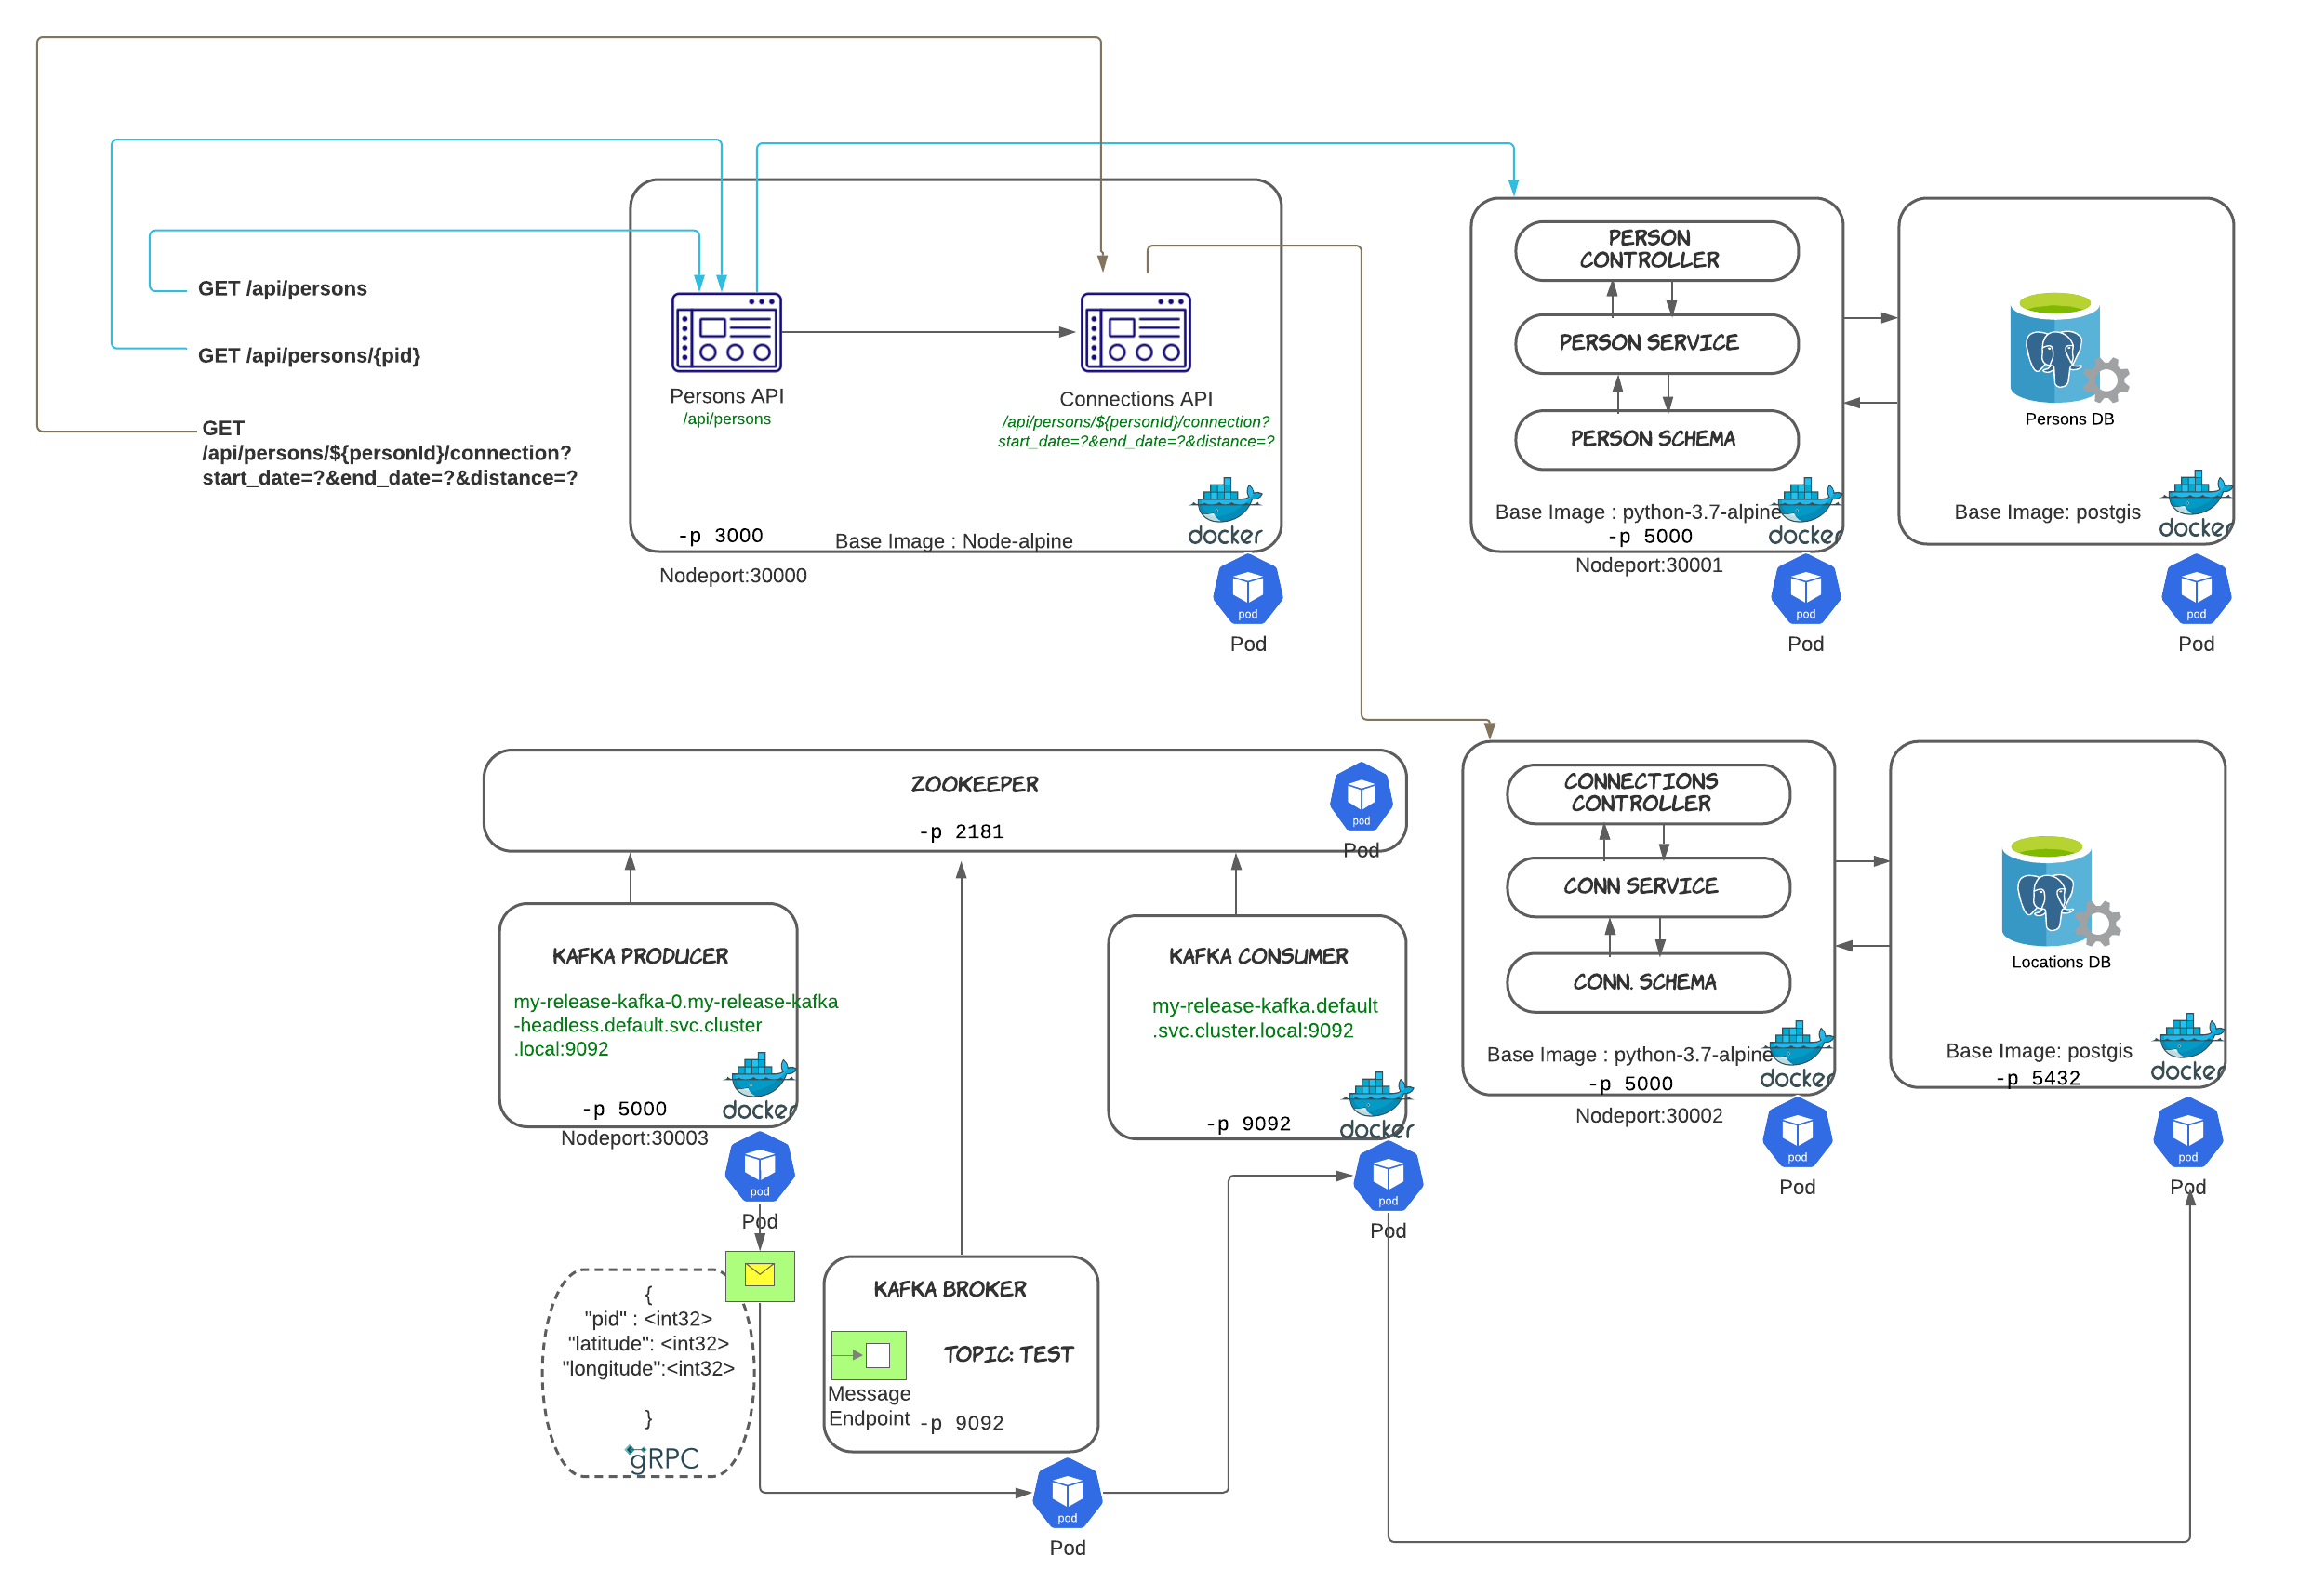 GET /api/persons
GET /api/persons/{pid}
GET
/api/persons/${personId}/connection?
start_date=?&end_date=?&distance=?
Persons API
/api/persons
Connections API
/api/persons/${personId}/connection?
start_date=?&end_date=?&distance=?
-p 3000
Base Image : Node-alpine
docker
Nodeport:30000
pod
Pod
PERSON
CONTROLLER
PERSON SERVICE
PERSON SCHEMA
Base Image : python-3.7-alpine
-p 5000
docker
Nodeport:30001
pod
Pod
Persons DB
Base Image: postgis
docker
pod
Pod
ZOOKEEPER
-p 2181
pod
Pod
KAFKA PRODUCER
my-release-kafka-0.my-release-kafka
-headless.default.svc.cluster
.local:9092
docker
-p 5000
Nodeport:30003
pod
Pod
KAFKA CONSUMER
my-release-kafka.default
.svc.cluster.local:9092
-p 9092
docker
pod
Pod
CONNECTIONS
CONTROLLER
CONN SERVICE
CONN. SCHEMA
Base Image : python-3.7-alpine
-p 5000
docker
Nodeport:30002
pod
Pod
Locations DB
Base Image: postgis
-p 5432
docker
pod
Pod
{
"pid" : <int32>
"latitude": <int32>
"longitude":<int32>
}
gRPC
KAFKA BROKER
TOPIC: TEST
Message
Endpoint
-p 9092
pod
Pod